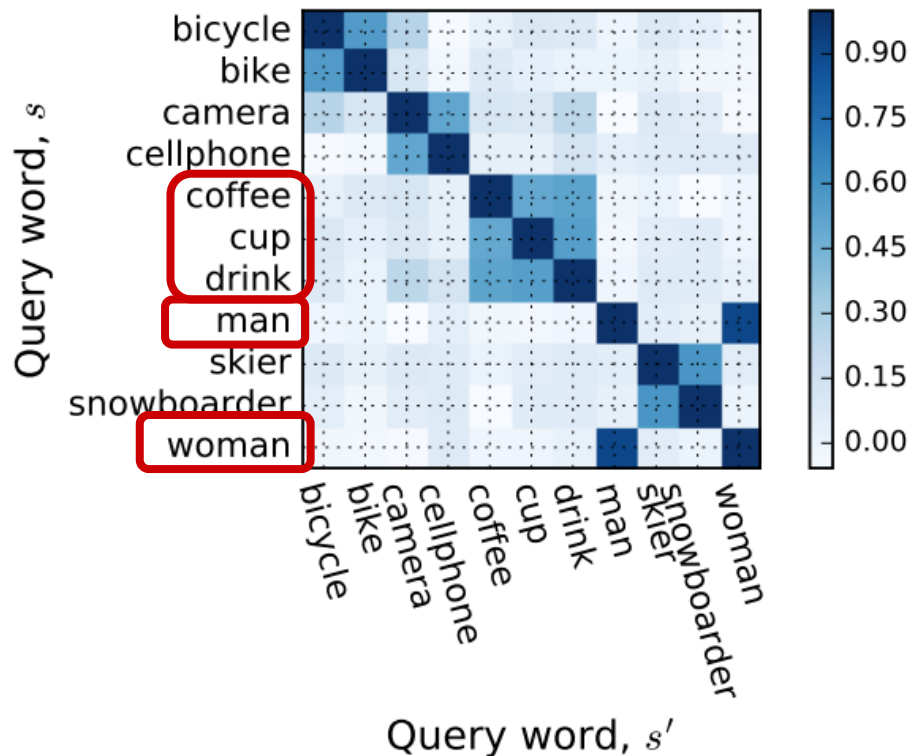 Query word, s
bicycle
bike
camera
cellphone
coffee
cup
drink
man
skier
snowboarder
woman
bicycle
bike
camera
cellphone
coffee
cup
drink
man
skier
snowboarder
woman
Query word, s′
0.90
0.75
0.60
0.45
0.30
0.15
0.00